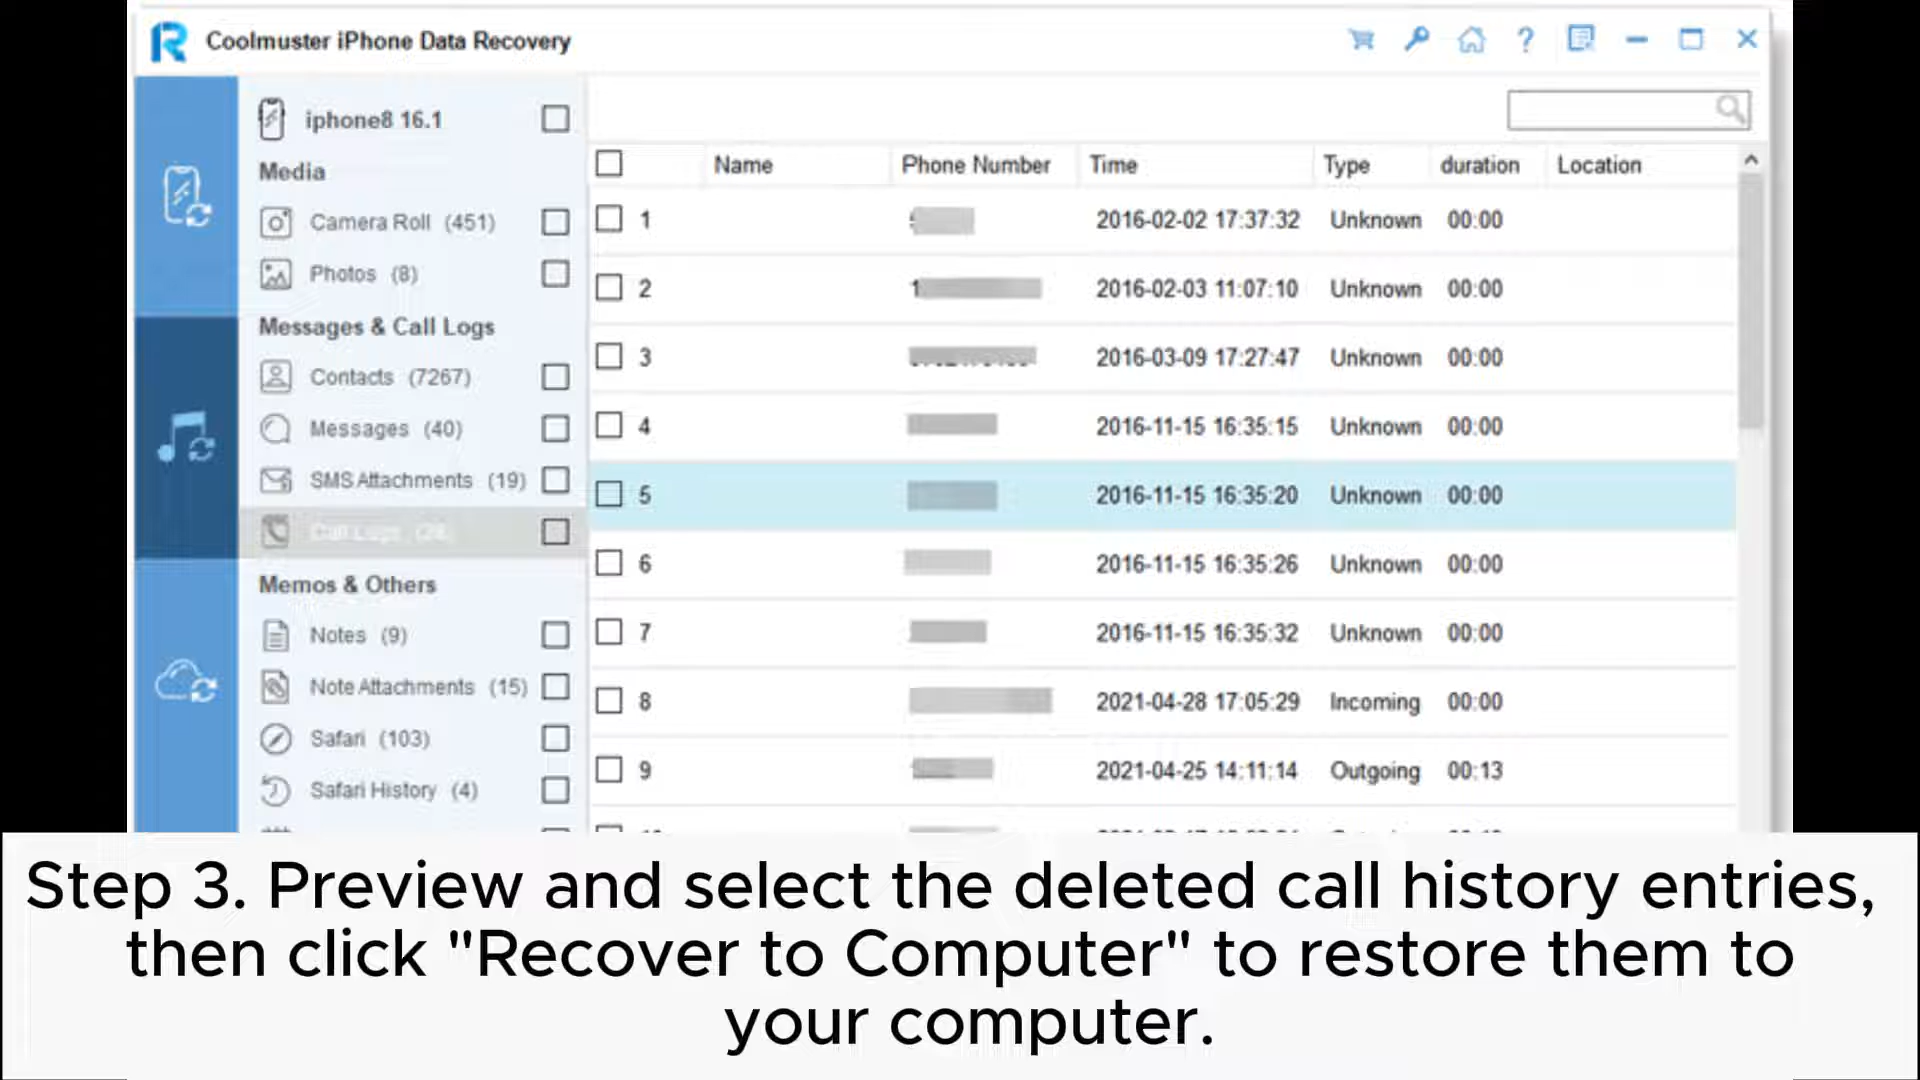 Coolmuster iPhone Data Recovery
iphone8 16.1
Media
Camera Roll (451)
Photos (8)
Messages & Call Logs
Contacts (7267)
Messages (40)
SMS Attachments (19)
Call Logs
Memos & Others
Notes (9)
Note Attachments (15)
Safari (103)
Safari History (4)
Name Phone Number Time Type duration Location
1 2016-02-02 17:37:32 Unknown 00:00
2 2016-02-03 11:07:10 Unknown 00:00
3 2016-03-09 17:27:47 Unknown 00:00
4 2016-11-15 16:35:15 Unknown 00:00
5 2016-11-15 16:35:20 Unknown 00:00
6 2016-11-15 16:35:26 Unknown 00:00
7 2016-11-15 16:35:32 Unknown 00:00
8 2021-04-28 17:05:29 Incoming 00:00
9 2021-04-25 14:11:14 Outgoing 00:13
Step 3. Preview and select the deleted call history entries,
then click "Recover to Computer" to restore them to
your computer.